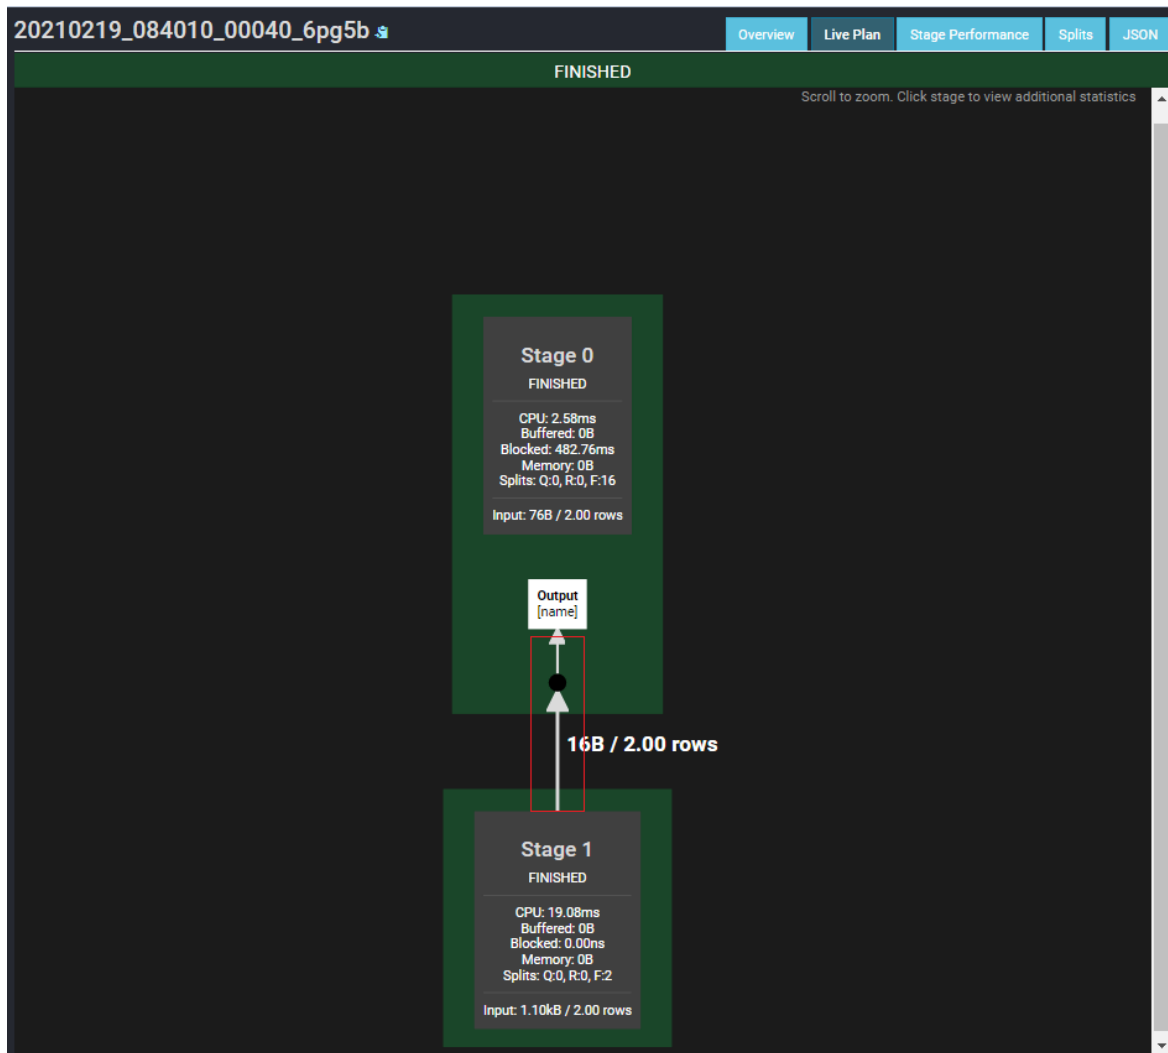 20210219_084010_00040_6pg5b
Overview
Live Plan
Stage Performance
Splits
JSON
FINISHED
Scroll to zoom. Click stage to view additional statistics
Stage 0
FINISHED
CPU: 2.58ms
Buffered: 0B
Blocked: 482.76ms
Memory: 0B
Splits: Q:0, R:0, F:16
Input: 76B / 2.00 rows
Output
[name]
16B / 2.00 rows
Stage 1
FINISHED
CPU: 19.08ms
Buffered: 0B
Blocked: 0.00ns
Memory: 0B
Splits: Q:0, R:0, F:2
Input: 1.10kB / 2.00 rows